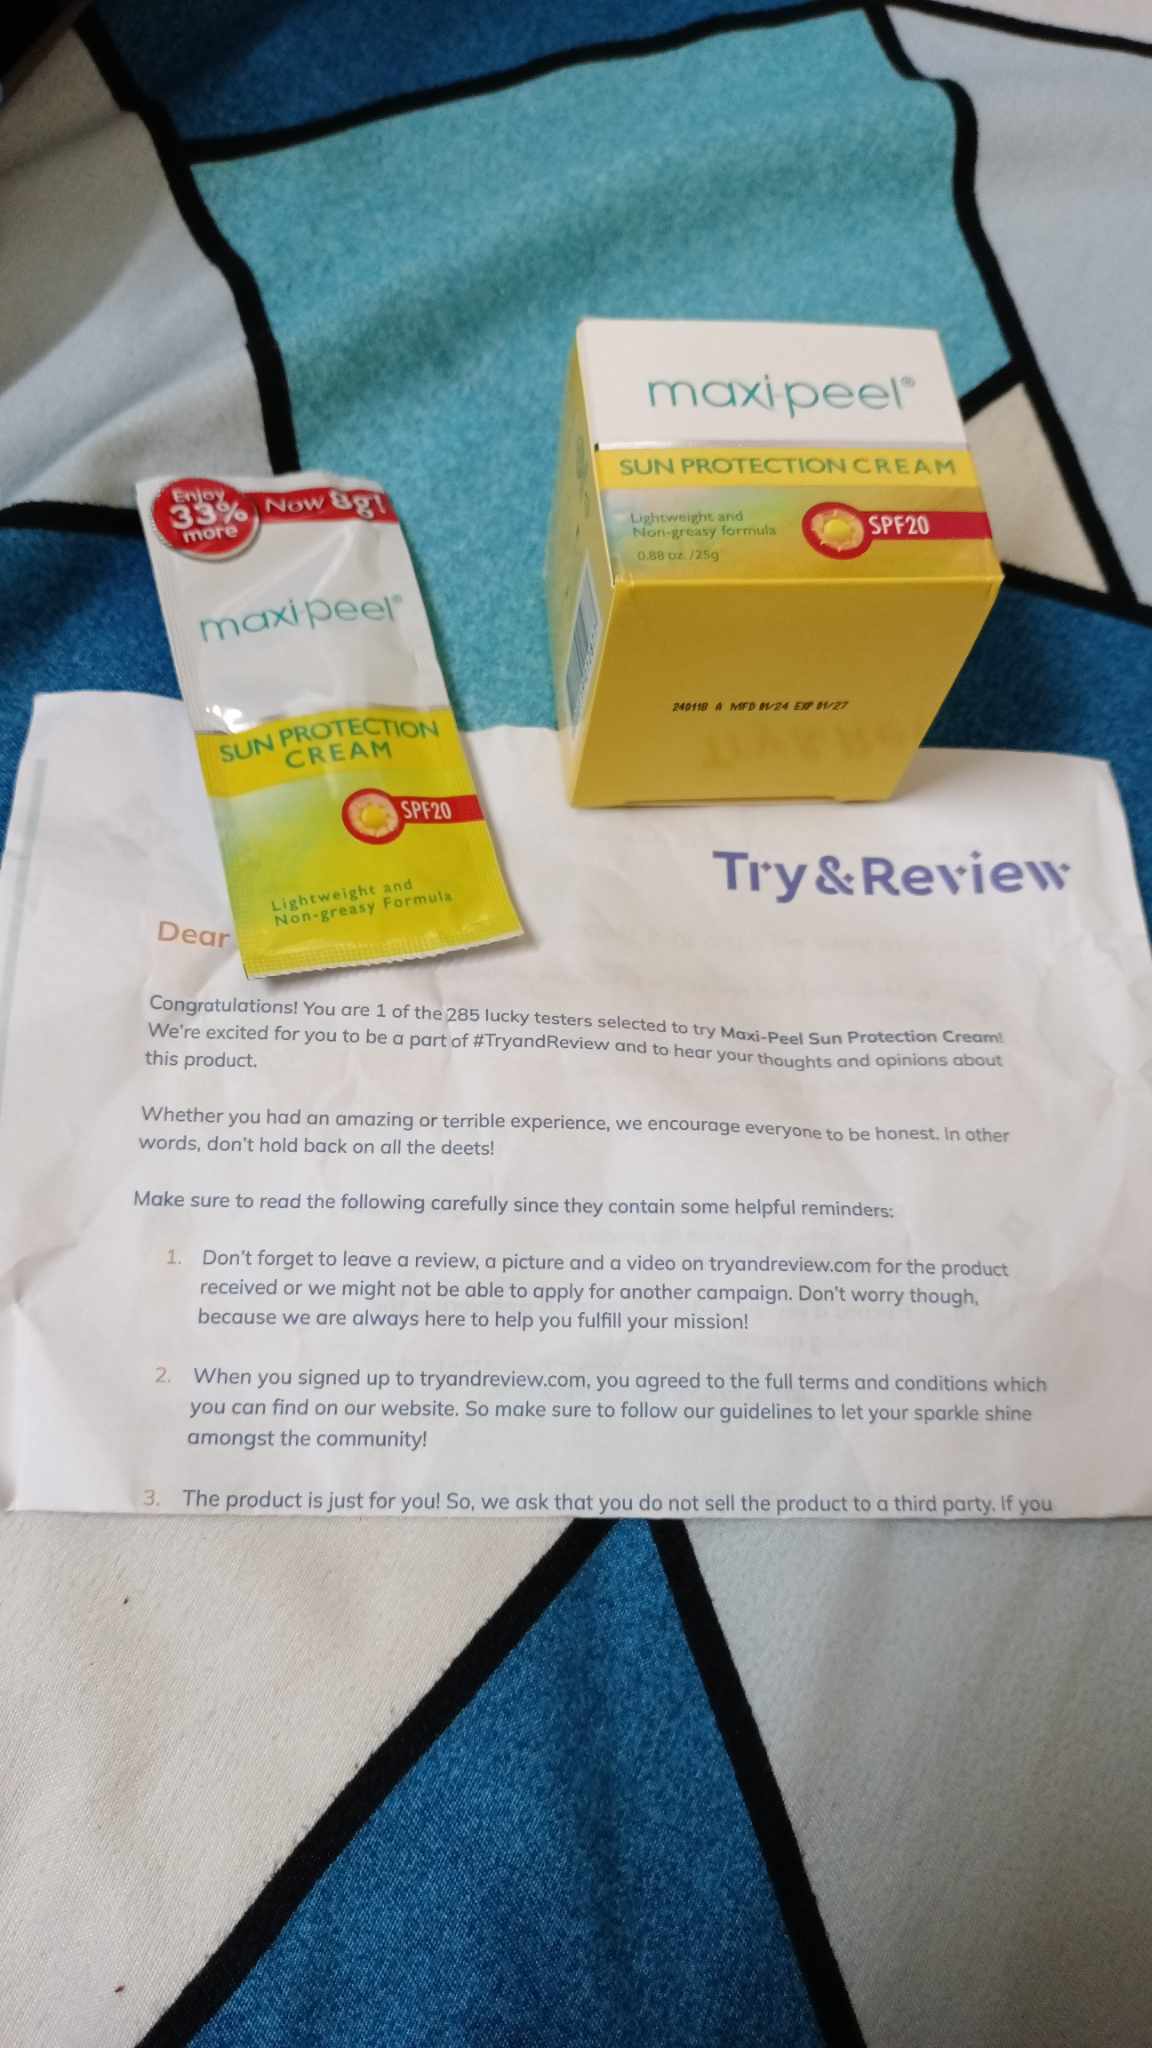 Enjoy
33%
more
Now 8g!
maxi-peel®
SUN PROTECTION
CREAM
SPF20
Lightweight and
Non-greasy Formula
maxi-peel®
SUN PROTECTION CREAM
Lightweight and
Non-greasy formula
SPF20
0.88 oz. /25g
240118 A MFD 01/24 EXP 01/27
Try&Review
Dear
Congratulations! You are 1 of the 285 lucky testers selected to try Maxi-Peel Sun Protection Cream!
We're excited for you to be a part of #TryandReview and to hear your thoughts and opinions about
this product.
Whether you had an amazing or terrible experience, we encourage everyone to be honest. In other
words, don't hold back on all the deets!
Make sure to read the following carefully since they contain some helpful reminders:
1. Don't forget to leave a review, a picture and a video on tryandreview.com for the product
received or we might not be able to apply for another campaign. Don't worry though,
because we are always here to help you fulfill your mission!
2. When you signed up to tryandreview.com, you agreed to the full terms and conditions which
you can find on our website. So make sure to follow our guidelines to let your sparkle shine
amongst the community!
3. The product is just for you! So, we ask that you do not sell the product to a third party. If you